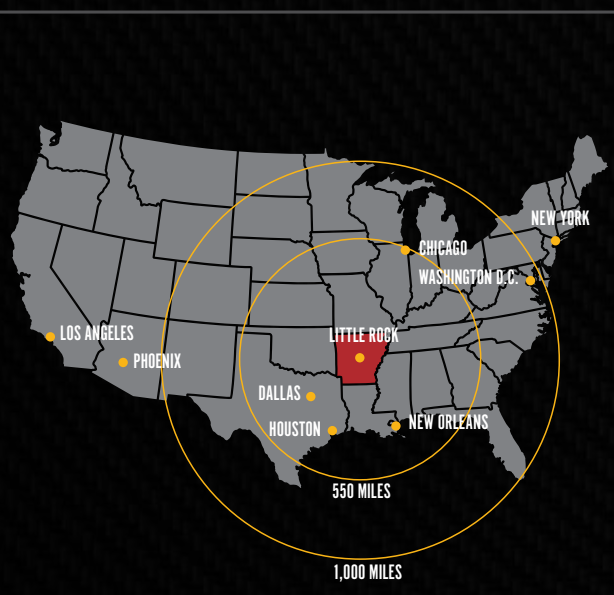 NEW YORK
CHICAGO
WASHINGTON D.C.
LOS ANGELES
LITTLE ROCK
PHOENIX
DALLAS
NEW ORLEANS
HOUSTON
550 MILES
1,000 MILES